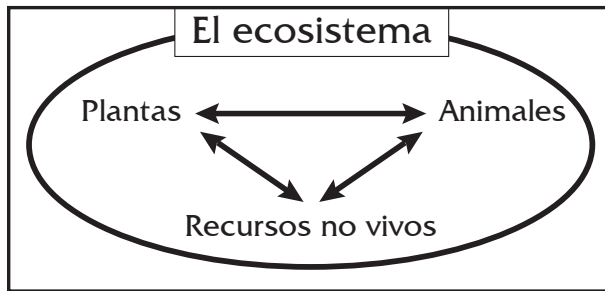 El ecosistema
Plantas
Animales
Recursos no vivos